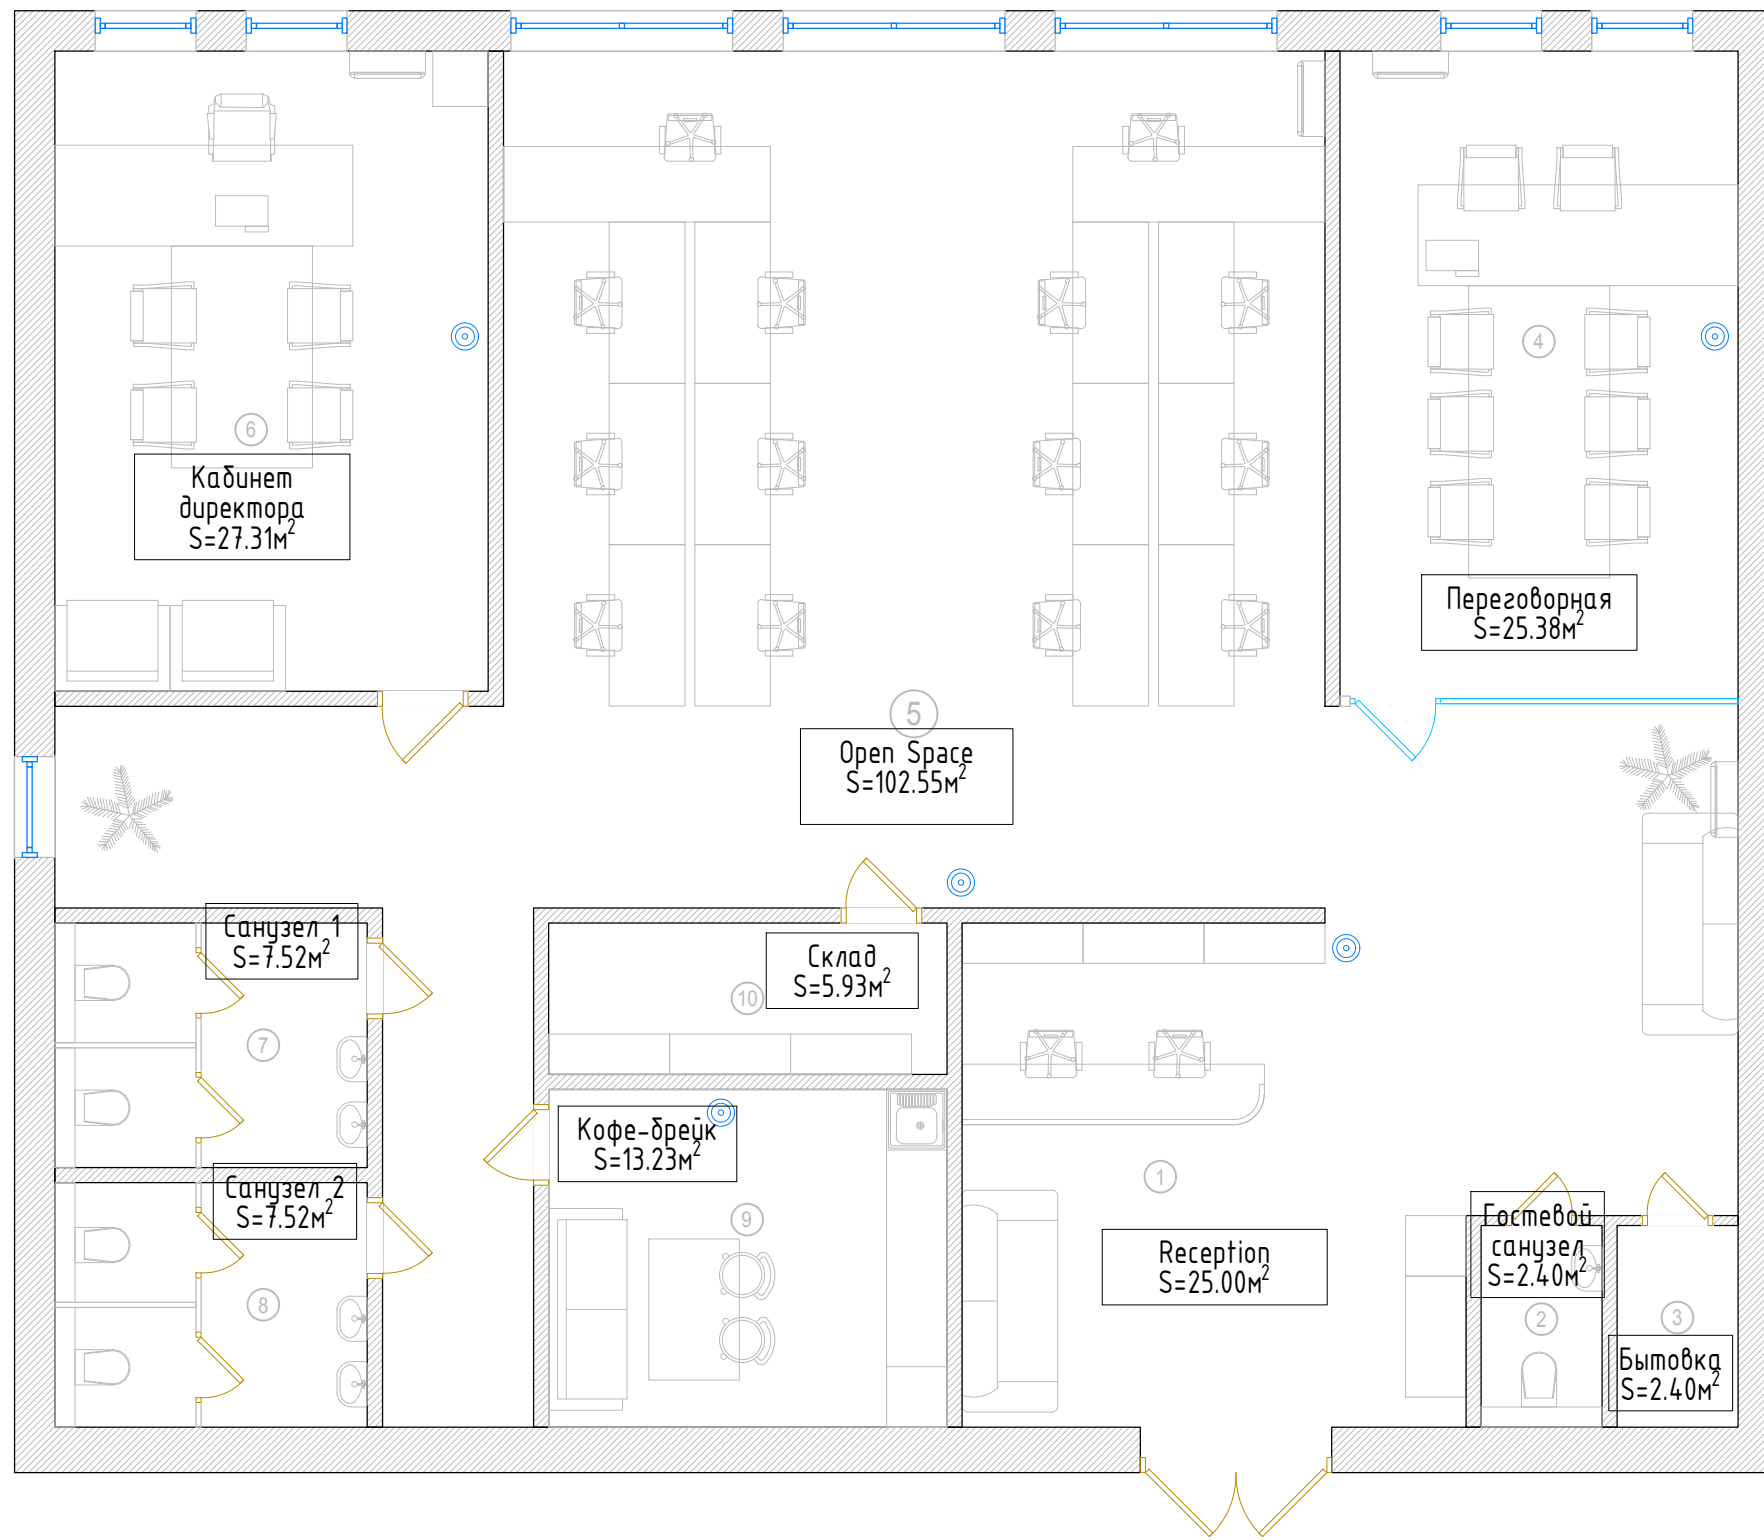 4
6
Кабинет
директора
S=27.31м²
Переговорная
S=25.38м²
5
Open Space
S=102.55м²
Санузел 1
S=7.52м²
Склад
S=5.93м²
10
7
Кофе-брейк
S=13.23м²
1
Санузел 2
S=7.52м²
9
Reception
S=25.00м²
Гостевой
санузел
S=2.40м²
8
2
3
Бытовка
S=2.40м²